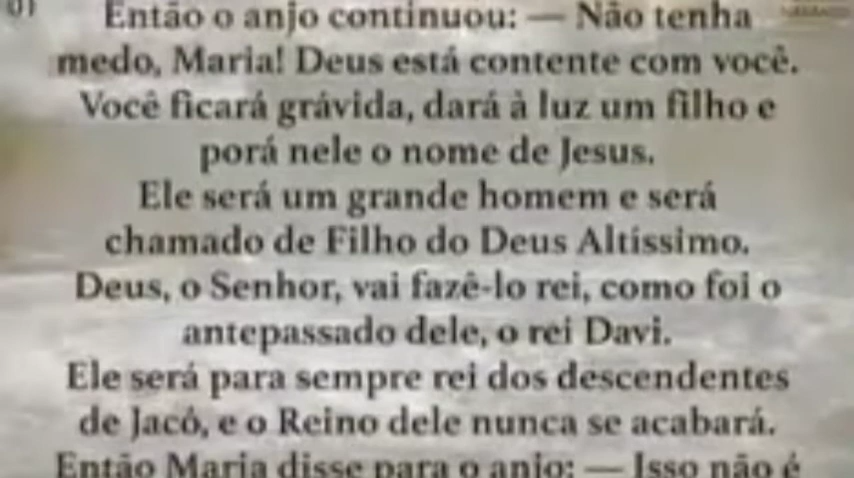 Então o anjo continuou: — Não tenha
medo, Maria! Deus está contente com você.
Você ficará grávida, dará à luz um filho e
porá nele o nome de Jesus.
Ele será um grande homem e será
chamado de Filho do Deus Altíssimo.
Deus, o Senhor, vai fazê-lo rei, como foi o
antepassado dele, o rei Davi.
Ele será para sempre rei dos descendentes
de Jacó, e o Reino dele nunca se acabará.
Então Maria disse para o anjo: — Isso não é